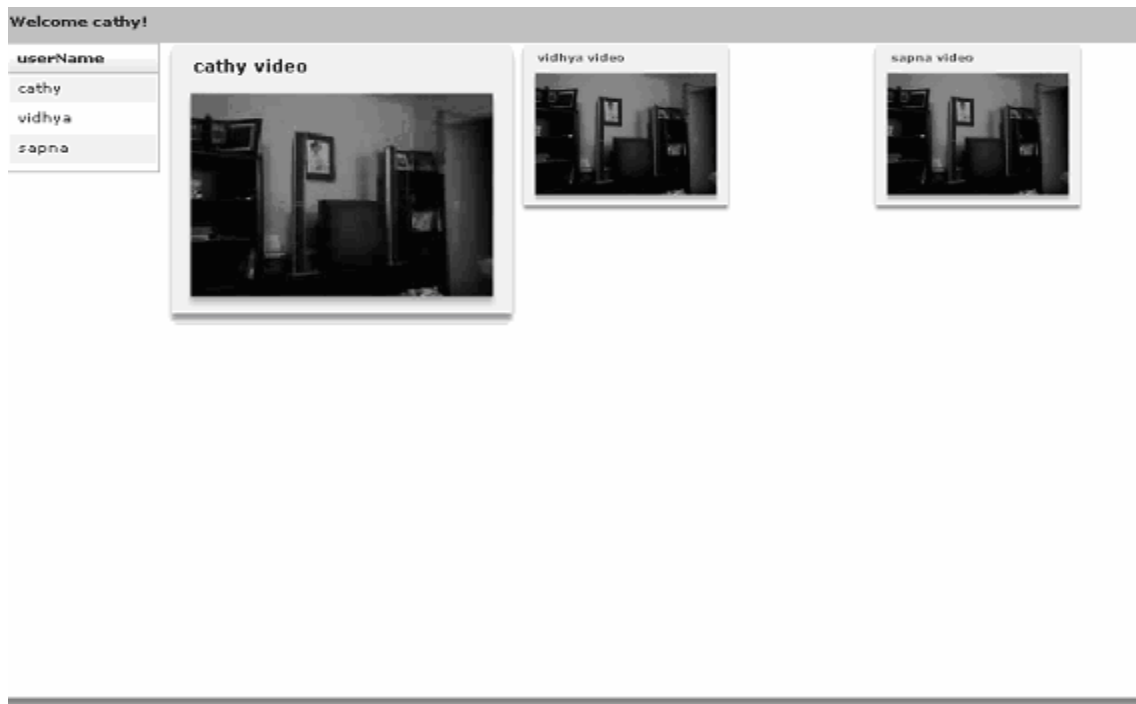 Welcome cathy!
userName
cathy
vidhya
sapna
cathy video
vidhya video
sapna video